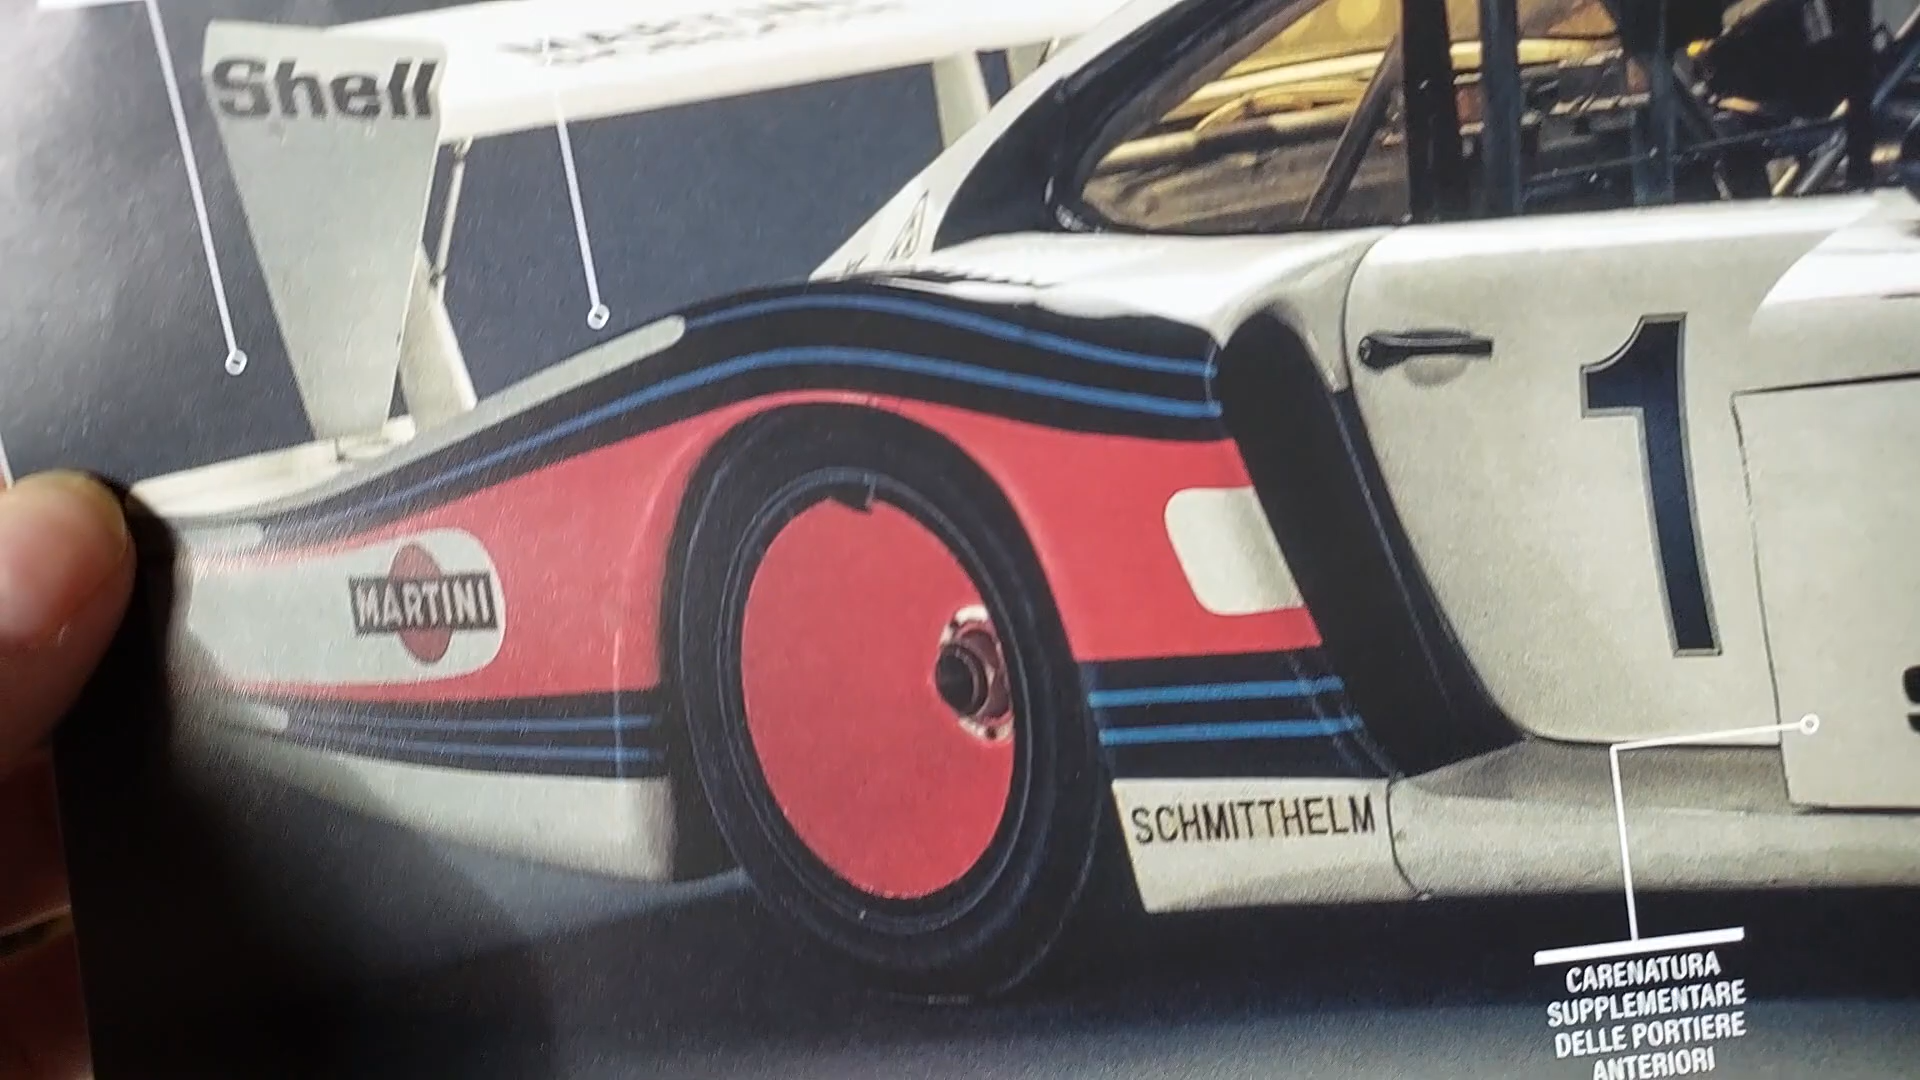 Shell
MARTINI
1
SCHMITTHELM
CARENATURA
SUPPLEMENTARE
DELLE PORTIERE
ANTERIORI